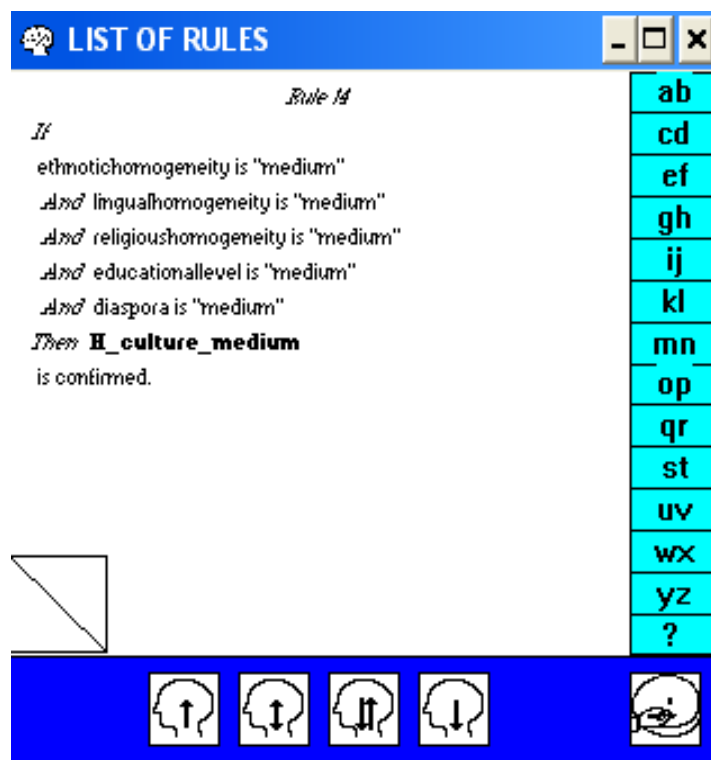 LIST OF RULES
Rule 14
If
ethnotichomogeneity is "medium"
And lingualhomogeneity is "medium"
And religioushomogeneity is "medium"
And educationallevel is "medium"
And diaspora is "medium"
Then H_culture_medium
is confirmed.
ab
cd
ef
gh
ij
kl
mn
op
qr
st
uv
wx
yz
?